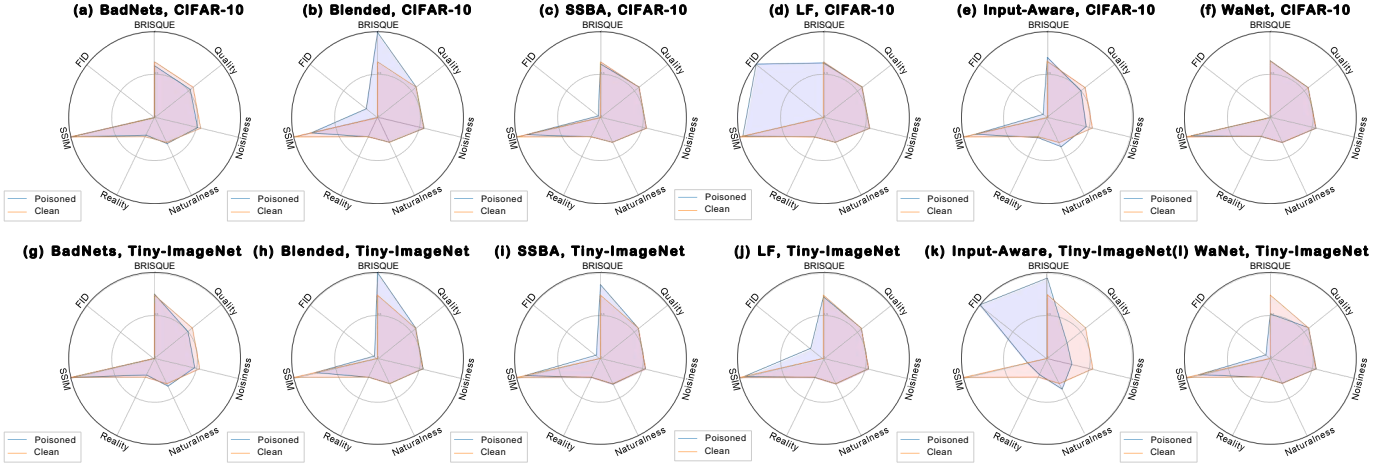 (a) BadNets, CIFAR-10
BRISQUE
Quality
Noisiness
Naturalness
Reality
SSIM
FID
Poisoned
Clean
(b) Blended, CIFAR-10
BRISQUE
Quality
Noisiness
Naturalness
Reality
SSIM
FID
Poisoned
Clean
(c) SSBA, CIFAR-10
BRISQUE
Quality
Noisiness
Naturalness
Reality
SSIM
FID
Poisoned
Clean
(d) LF, CIFAR-10
BRISQUE
Quality
Noisiness
Naturalness
Reality
SSIM
FID
Poisoned
Clean
(e) Input-Aware, CIFAR-10
BRISQUE
Quality
Noisiness
Naturalness
Reality
SSIM
FID
Poisoned
Clean
(f) WaNet, CIFAR-10
BRISQUE
Quality
Noisiness
Naturalness
Reality
SSIM
FID
Poisoned
Clean
(g) BadNets, Tiny-ImageNet
BRISQUE
Quality
Noisiness
Naturalness
Reality
SSIM
FID
Poisoned
Clean
(h) Blended, Tiny-ImageNet
BRISQUE
Quality
Noisiness
Naturalness
Reality
SSIM
FID
Poisoned
Clean
(i) SSBA, Tiny-ImageNet
BRISQUE
Quality
Noisiness
Naturalness
Reality
SSIM
FID
Poisoned
Clean
(j) LF, Tiny-ImageNet
BRISQUE
Quality
Noisiness
Naturalness
Reality
SSIM
FID
Poisoned
Clean
(k) Input-Aware, Tiny-ImageNet
BRISQUE
Quality
Noisiness
Naturalness
Reality
SSIM
FID
Poisoned
Clean
(l) WaNet, Tiny-ImageNet
BRISQUE
Quality
Noisiness
Naturalness
Reality
SSIM
FID
Poisoned
Clean